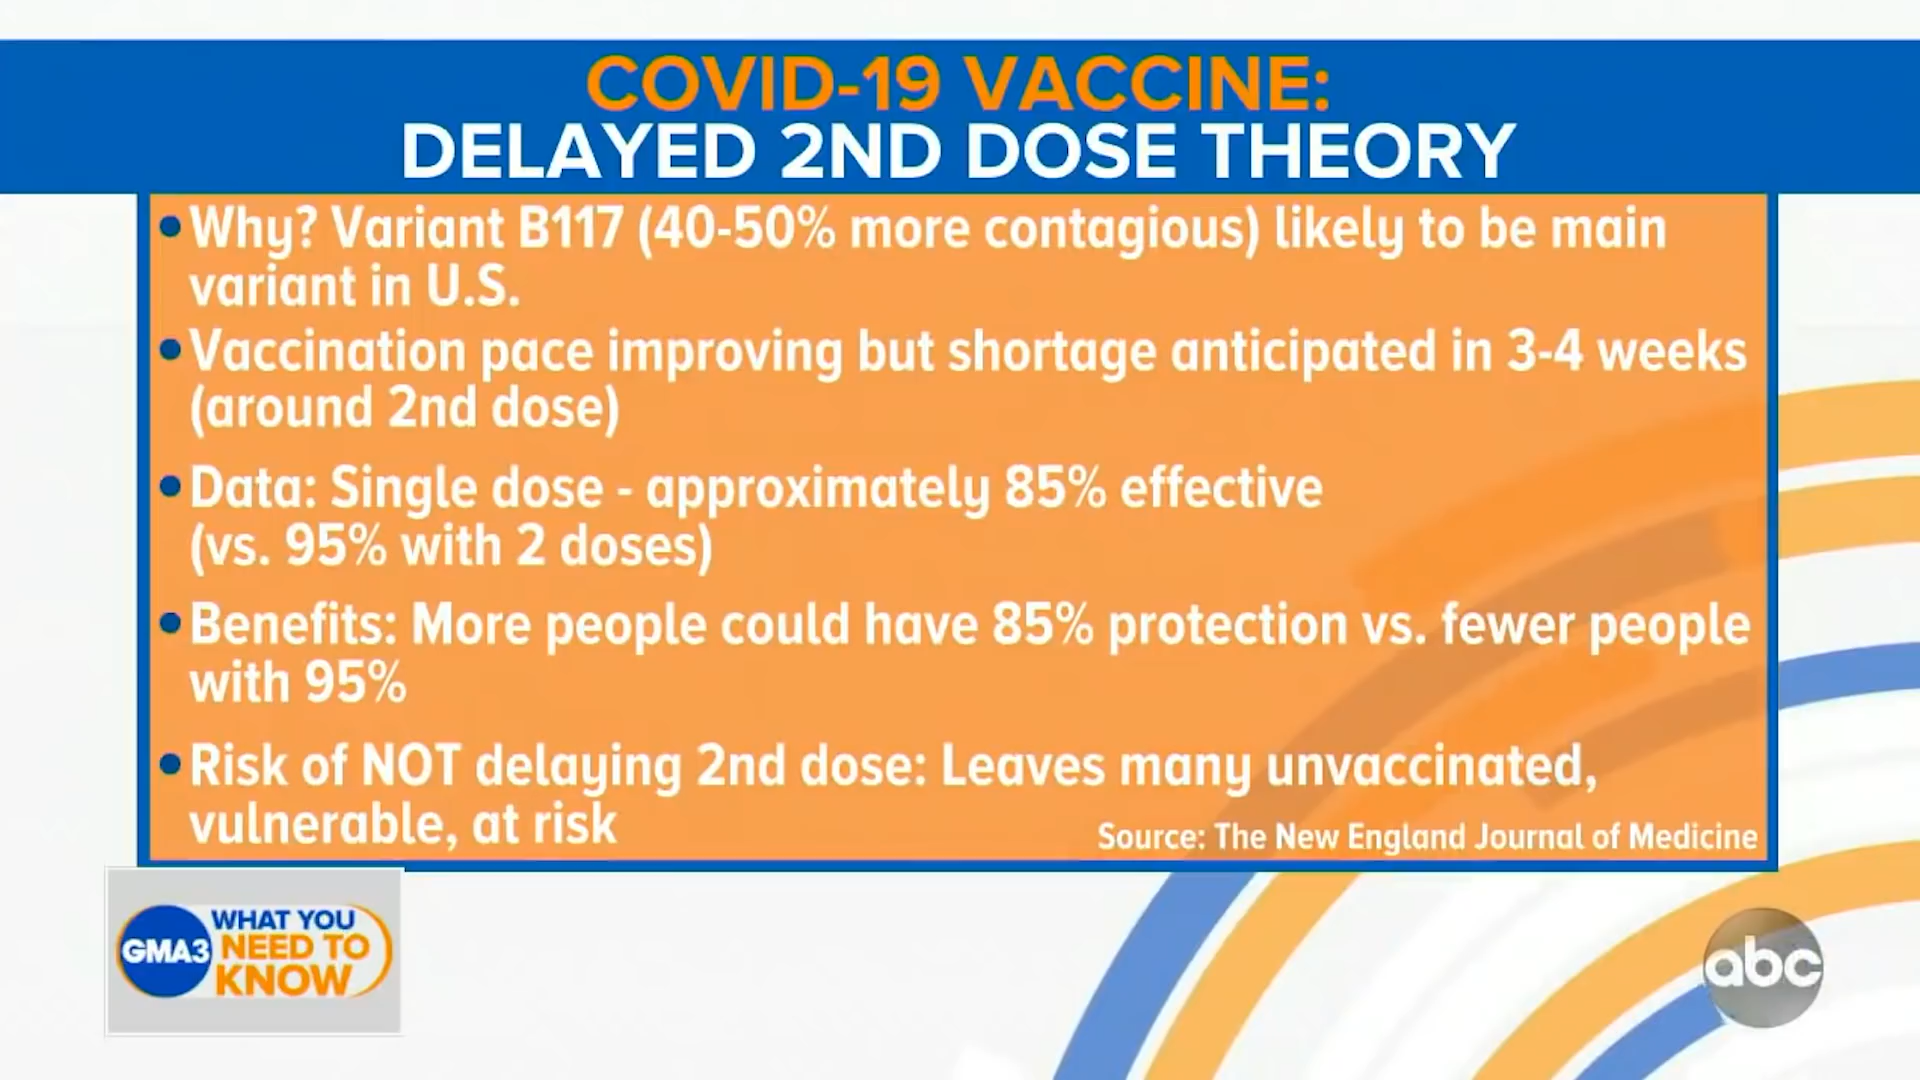 COVID-19 VACCINE:
DELAYED 2ND DOSE THEORY
• Why? Variant B117 (40-50% more contagious) likely to be main
variant in U.S.
• Vaccination pace improving but shortage anticipated in 3-4 weeks
(around 2nd dose)
• Data: Single dose - approximately 85% effective
(vs. 95% with 2 doses)
• Benefits: More people could have 85% protection vs. fewer people
with 95%
• Risk of NOT delaying 2nd dose: Leaves many unvaccinated,
vulnerable, at risk
Source: The New England Journal of Medicine
GMA3
WHAT YOU
NEED TO
KNOW
abc